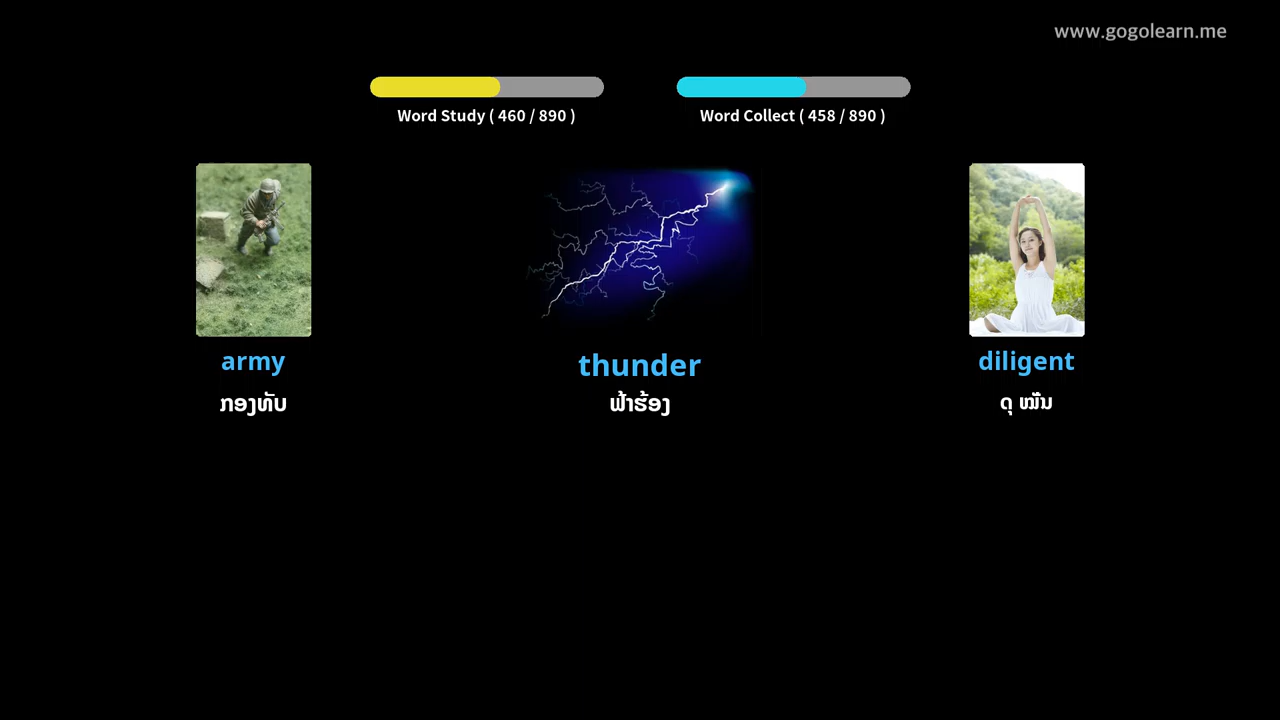 www.gogolearn.me
Word Study ( 460 / 890 )
Word Collect ( 458 / 890 )
army
thunder
diligent
ກອງທັບ
ຟ້າຮ້ອງ
ດຸ ໝັ່ນ